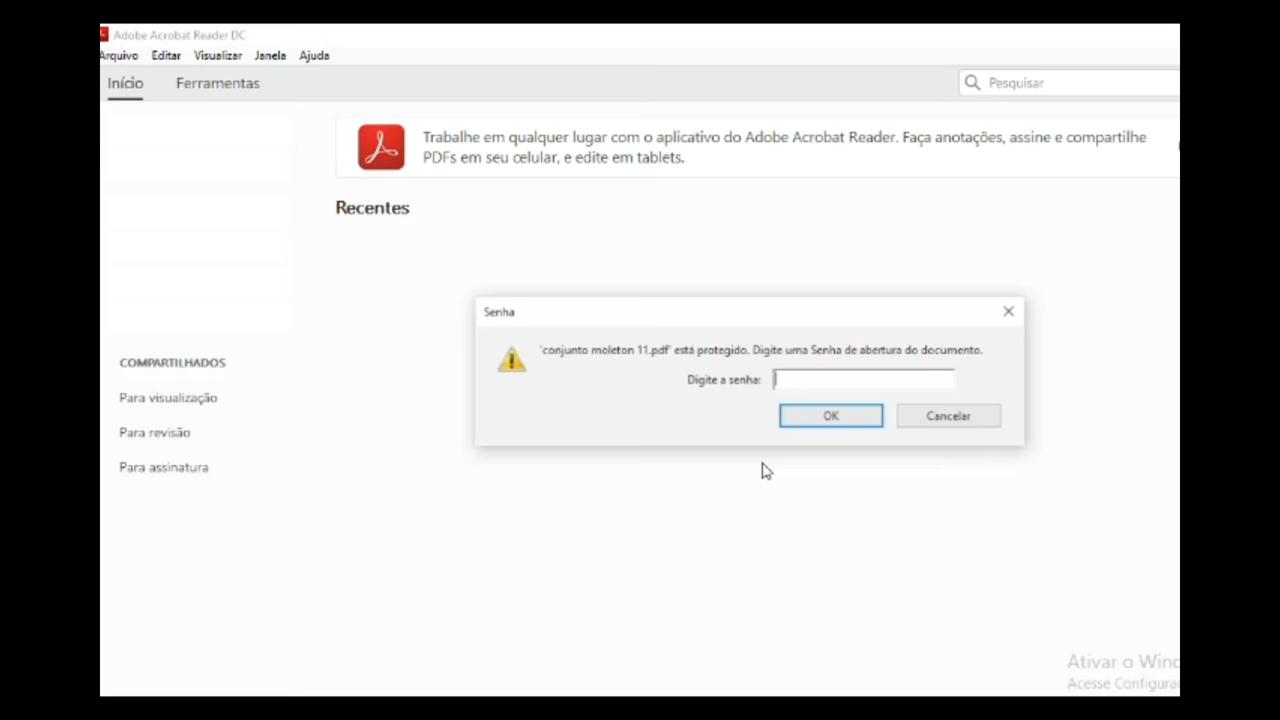 Adobe Acrobat Reader DC
Arquivo Editar Visualizar Janela Ajuda
Início Ferramentas Pesquisar
Trabalhe em qualquer lugar com o aplicativo do Adobe Acrobat Reader. Faça anotações, assine e compartilhe
PDFs em seu celular, e edite em tablets.
Recentes
Senha
'conjunto moleton 11.pdf' está protegido. Digite uma Senha de abertura do documento.
Digite a senha:
OK Cancelar
COMPARTILHADOS
Para visualização
Para revisão
Para assinatura
Ativar o Wind
Acesse Configura